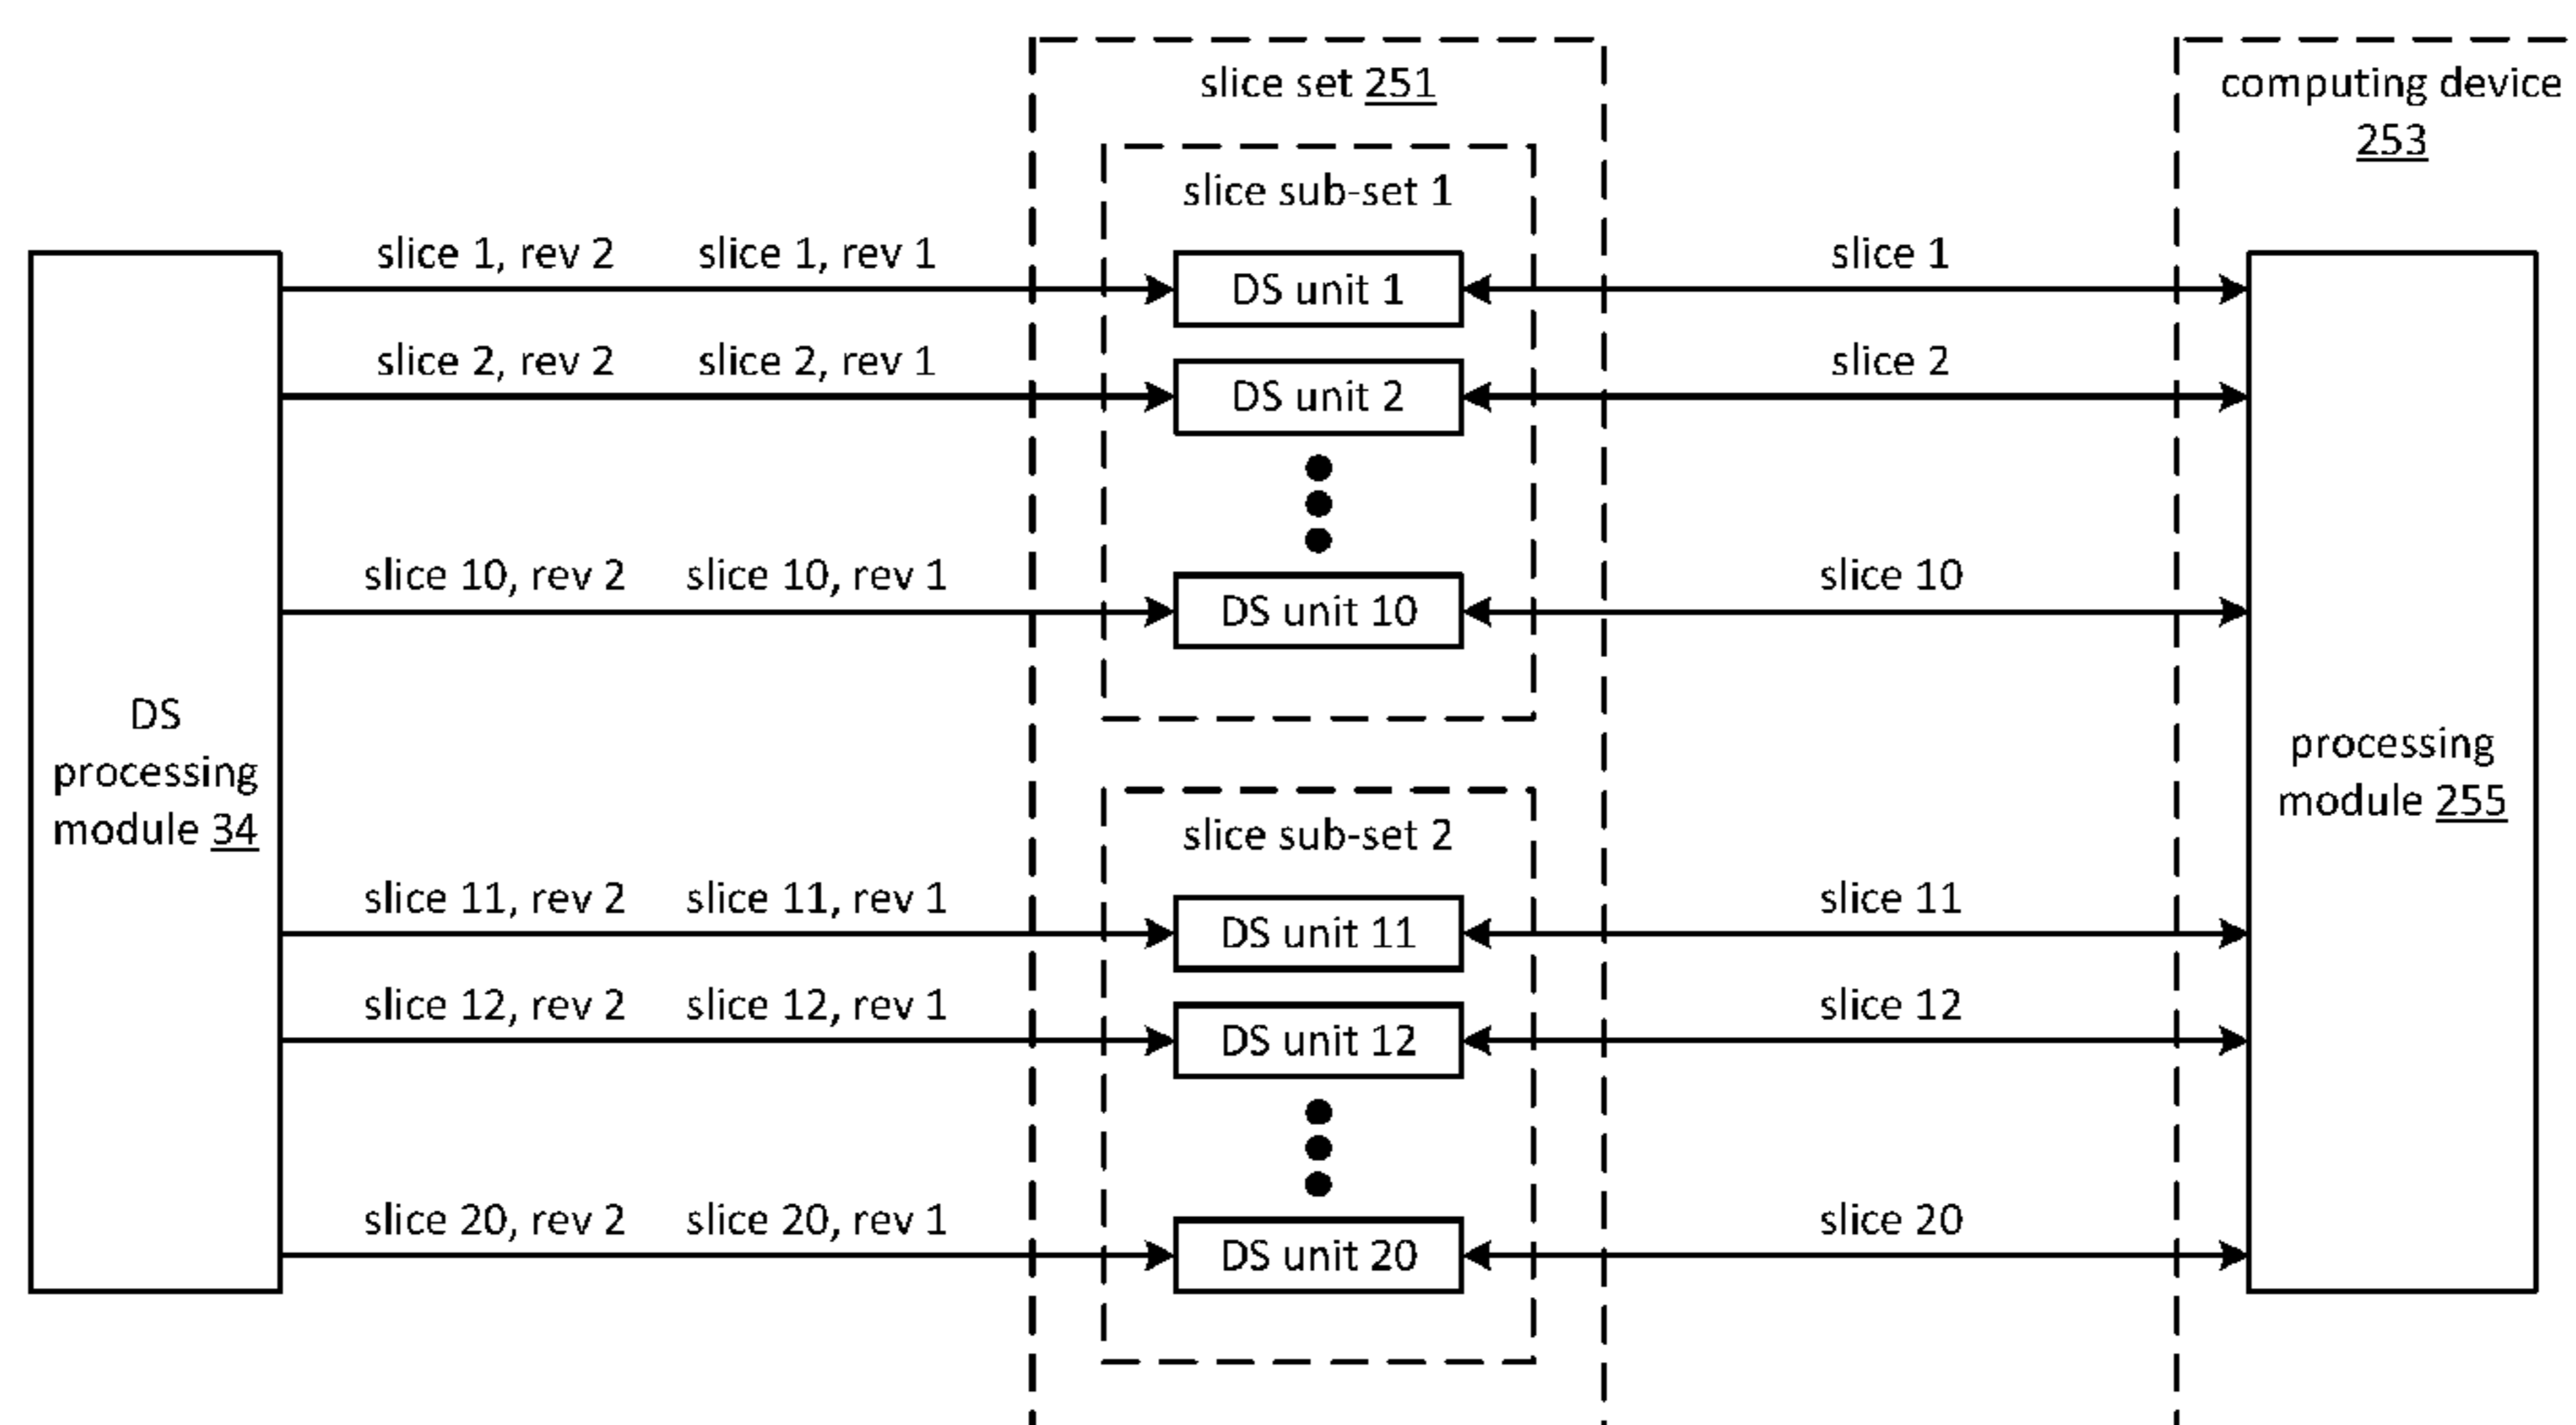 slice set 251
computing device
253
slice sub-set 1
slice 1, rev 2 slice 1, rev 1
DS unit 1
slice 1
slice 2, rev 2 slice 2, rev 1
DS unit 2
slice 2
slice 10, rev 2 slice 10, rev 1
DS unit 10
slice 10
DS
processing
module 34
processing
module 255
slice sub-set 2
slice 11, rev 2 slice 11, rev 1
DS unit 11
slice 11
slice 12, rev 2 slice 12, rev 1
DS unit 12
slice 12
slice 20, rev 2 slice 20, rev 1
DS unit 20
slice 20